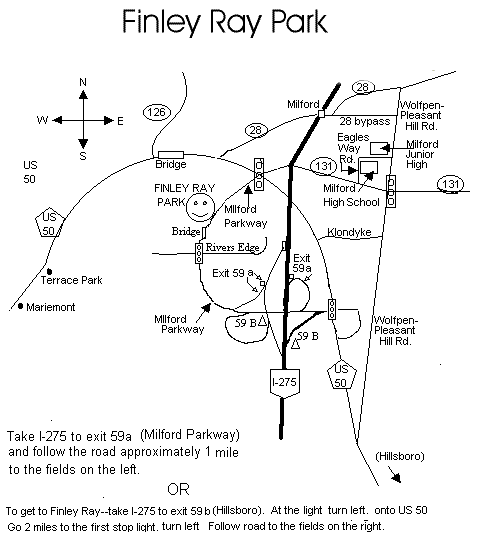 Finley Ray Park
N
W E
S
126
28
Milford
28
28 bypass
Wolfpen-
Pleasant
Hill Rd.
Eagles
Way
Rd.
Milford
Junior
High
131
131
Milford
High School
US
50
Bridge
FINLEY RAY
PARK
Milford
Parkway
US
50
Bridge
Rivers Edge
Klondyke
Terrace Park
Exit 59 a
Exit
59a
Mariemont
Milford
Parkway
59 B
59 B
Wolfpen-
Pleasant
Hill Rd.
I-275
US
50
(Hillsboro)
Take I-275 to exit 59a (Milford Parkway)
and follow the road approximately 1 mile
to the fields on the left.
OR
To get to Finley Ray--take I-275 to exit 59b (Hillsboro). At the light turn left. onto US 50
Go 2 miles to the first stop light. turn left Follow road to the fields on the right.